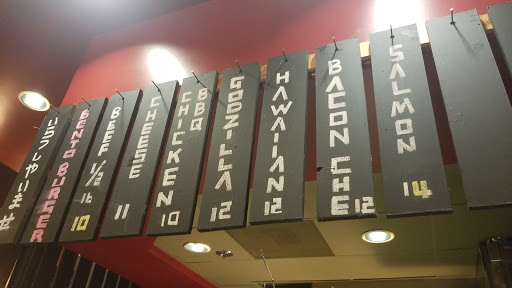 いらっしゃいませ
BENTO BURGER
BEEF 1/2
16
10
CHEESE
11
BBQ
CHICKEN
10
GODZILLA
12
HAWAIIAN
12
BACON CHE
12
SALMON
14